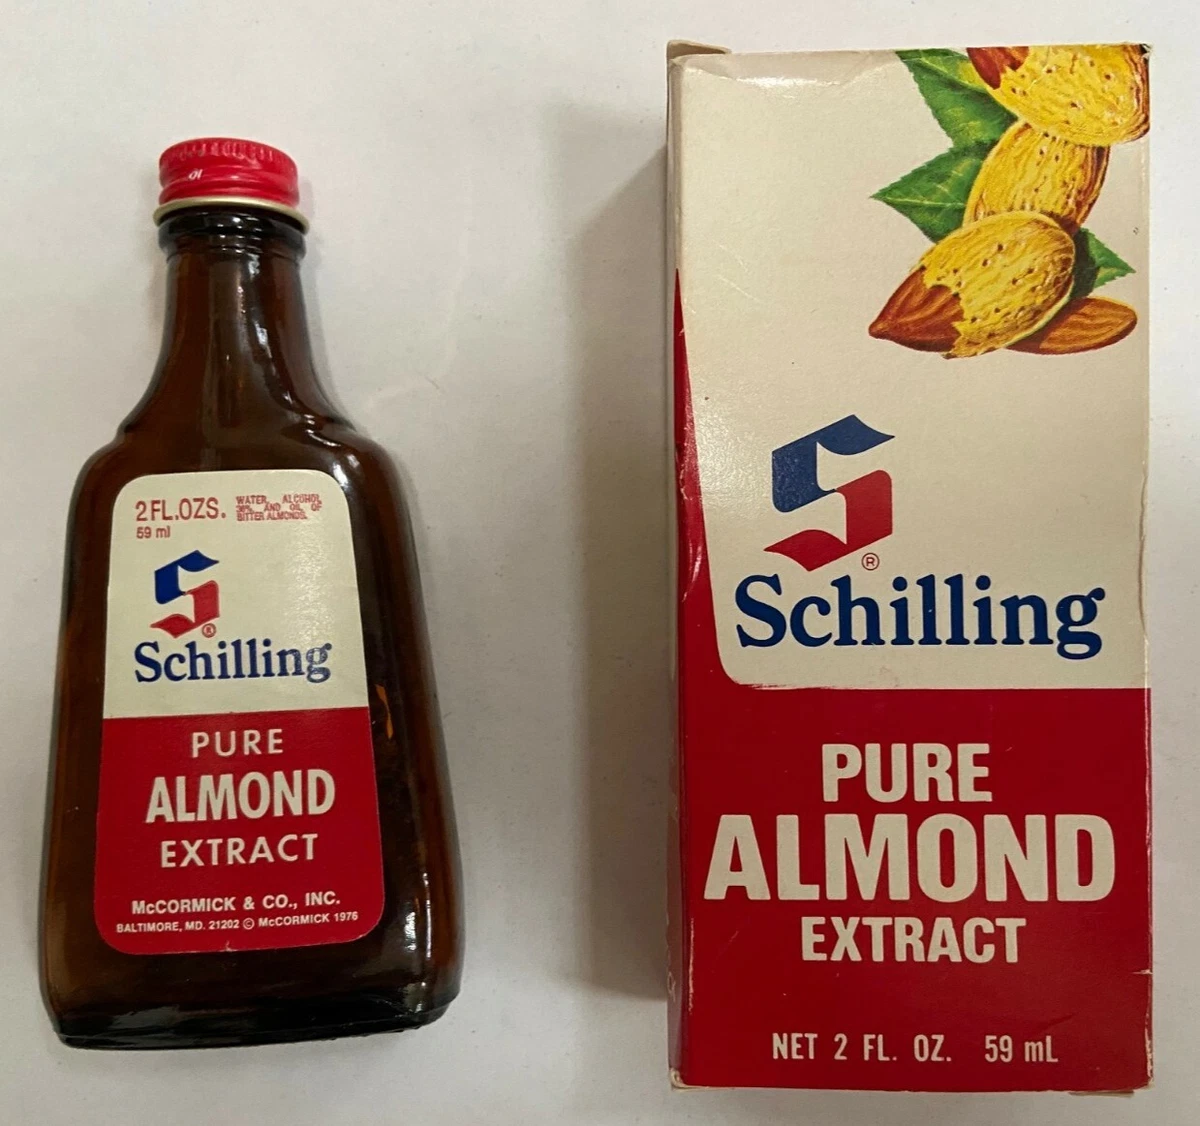 2 FL.OZS.
WATER, ALCOHOL
36%, AND OIL OF
BITTER ALMONDS.
59 ml
S
®
Schilling
PURE
ALMOND
EXTRACT
McCORMICK & CO., INC.
BALTIMORE, MD. 21202 © McCORMICK 1976
S
®
Schilling
PURE
ALMOND
EXTRACT
NET 2 FL. OZ. 59 mL